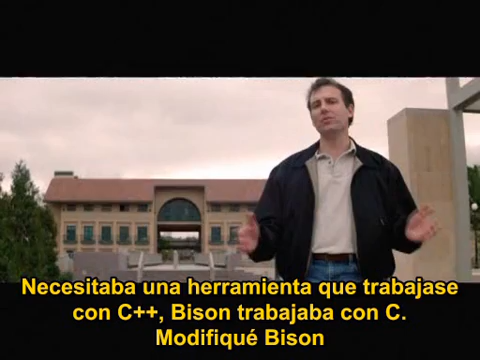 Necesitaba una herramienta que trabajase
con C++, Bison trabajaba con C.
Modifiqué Bison